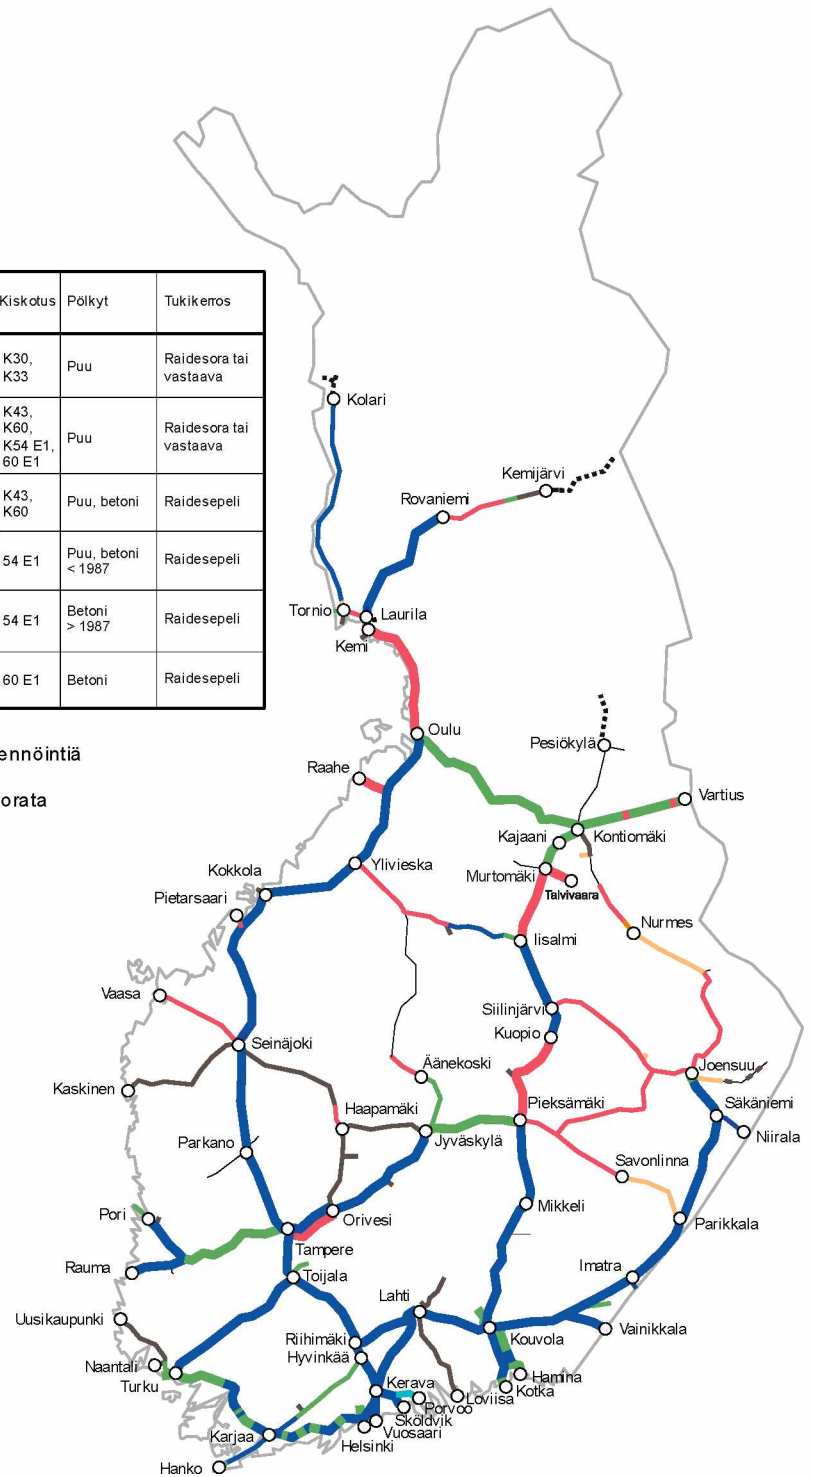 Kiskotus Pölkyt Tukikerros
K30,
K33
Puu
Raidesora tai
vastaava
K43,
K60,
K54 E1,
60 E1
Puu
Raidesora tai
vastaava
K43,
K60
Puu, betoni
Raidesepeli
54 E1
Puu, betoni
< 1987
Raidesepeli
54 E1
Betoni
> 1987
Raidesepeli
60 E1
Betoni
Raidesepeli
ennöintiä
orata
Kolari
Kemijärvi
Rovaniemi
Tornio
Laurila
Kemi
Oulu
Pesiökylä
Raahe
Vartius
Kajaani
Kontiomäki
Kokkola
Ylivieska
Murtomäki
Talvivaara
Pietarsaari
Nurmes
Iisalmi
Vaasa
Siilinjärvi
Kuopio
Seinäjoki
Äänekoski
Joensuu
Kaskinen
Haapamäki
Pieksämäki
Säkäniemi
Parkano
Jyväskylä
Niirala
Savonlinna
Pori
Orivesi
Mikkeli
Parikkala
Tampere
Rauma
Toijala
Imatra
Lahti
Uusikaupunki
Riihimäki
Kouvola
Vainikkala
Hyvinkää
Naantali
Turku
Kerava
Hamina
Kotka
Loviisa
Porvoo
Sköldvik
Vuosaari
Karjaa
Helsinki
Hanko